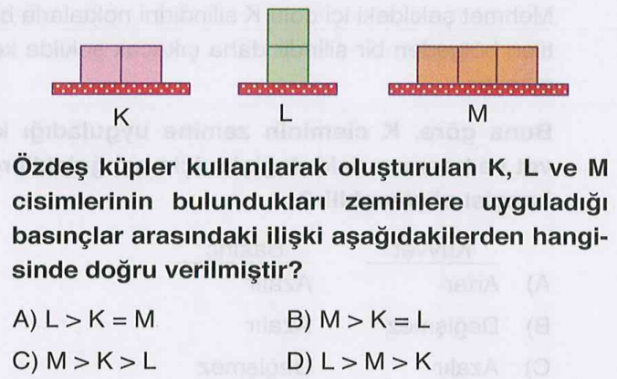 K L M
Özdeş küpler kullanılarak oluşturulan K, L ve M
cisimlerinin bulundukları zeminlere uyguladığı
basınçlar arasındaki ilişki aşağıdakilerden hangi-
sinde doğru verilmiştir?
A) L > K = M B) M > K = L
C) M > K > L D) L > M > K